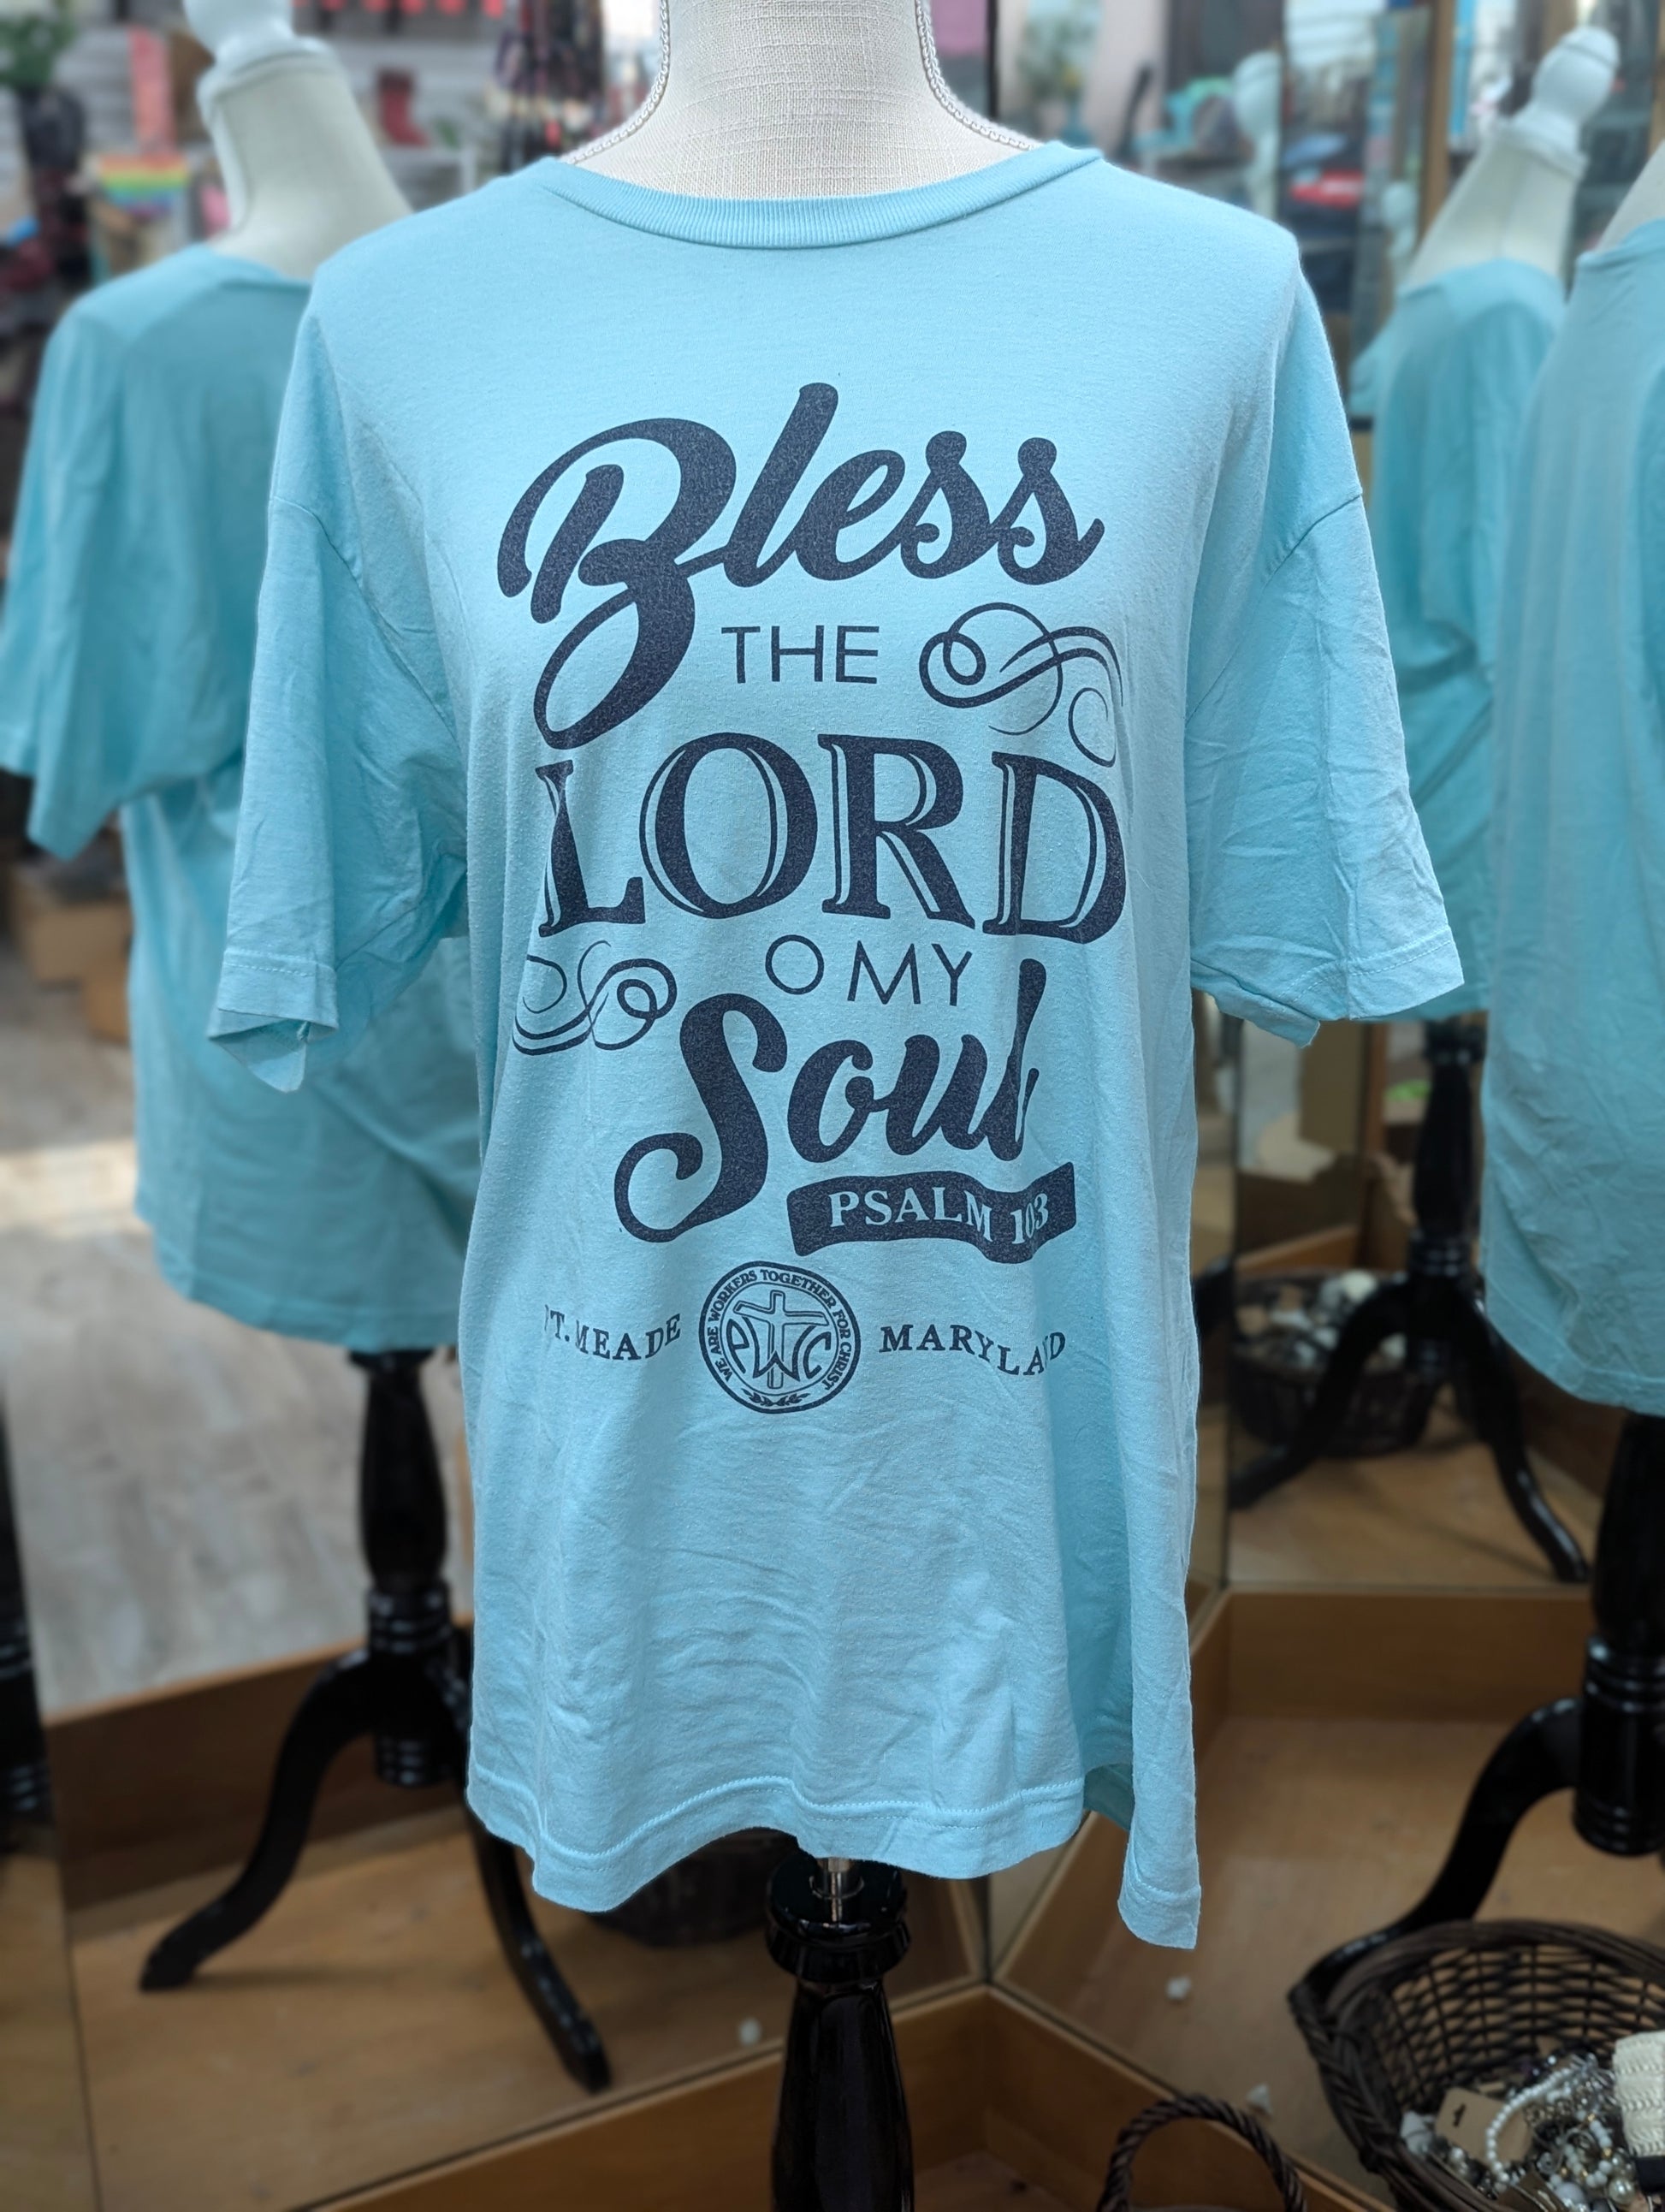 Bless
THE
LORD
O MY
Soul
PSALM 103
FT. MEADE
WE ARE WORKERS TOGETHER FOR CHRIST
PWC
MARYLAND